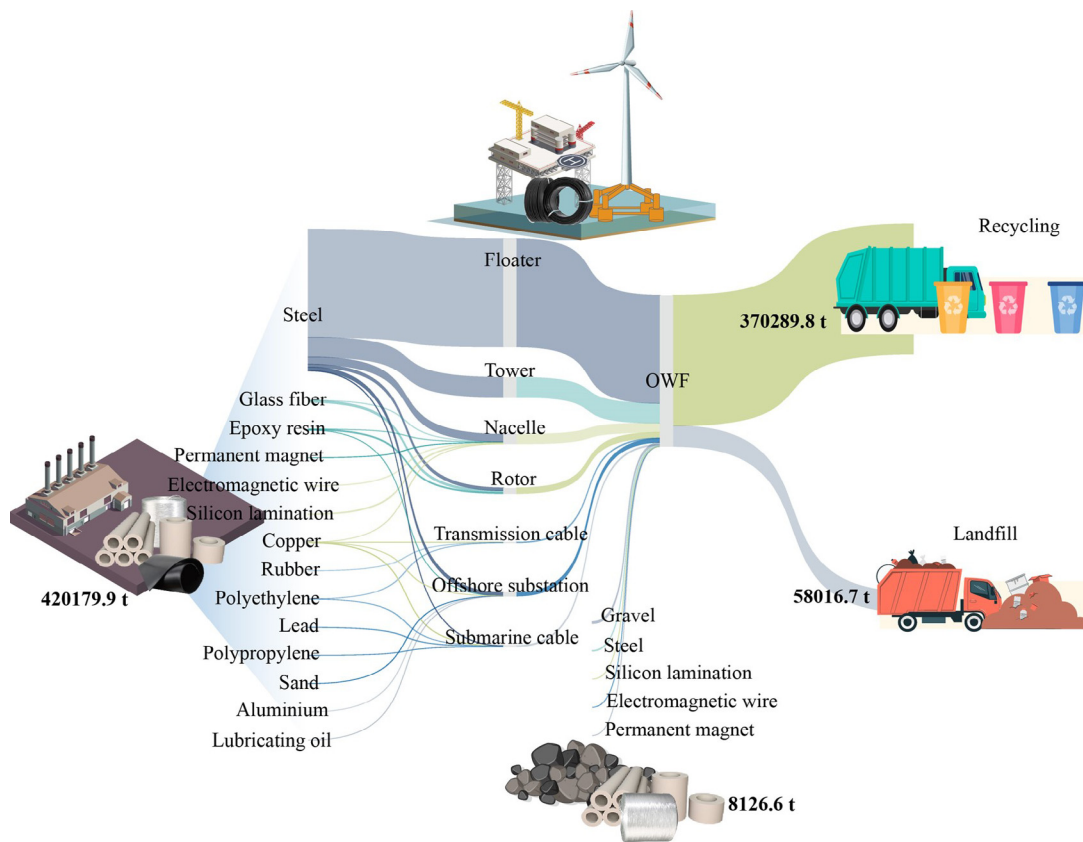 Recycling
Floater
Steel
370289.8 t
Tower
OWF
Glass fiber
Epoxy resin
Nacelle
Permanent magnet
Rotor
Electromagnetic wire
Silicon lamination
Copper
Transmission cable
Landfill
Rubber
Offshore substation
420179.9 t
Polyethylene
58016.7 t
Gravel
Lead
Submarine cable
Steel
Polypropylene
Silicon lamination
Sand
Electromagnetic wire
Aluminium
Permanent magnet
Lubricating oil
8126.6 t
H